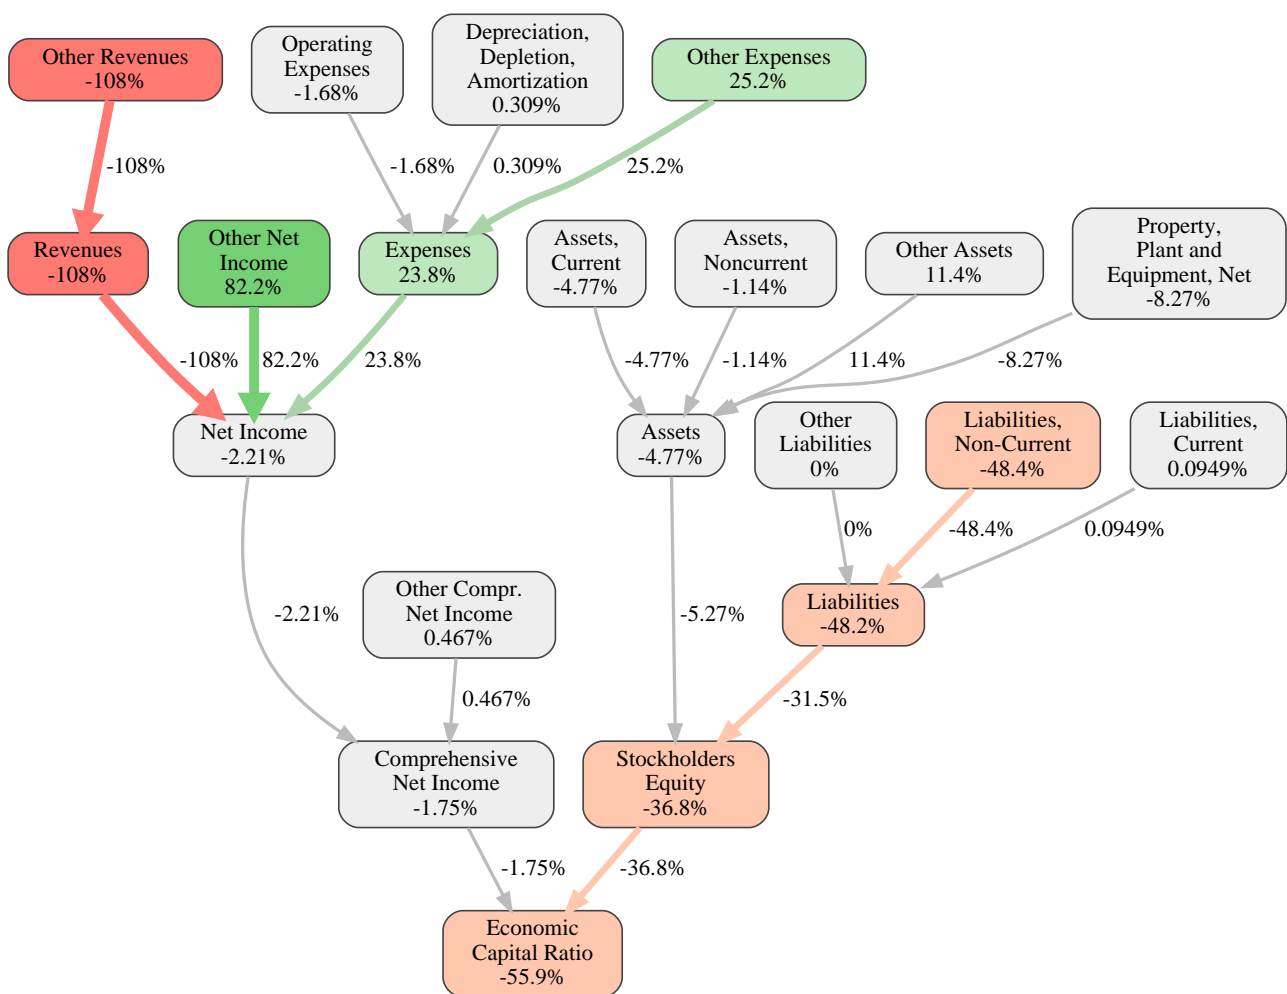 Other Revenues
-108%
Operating
Expenses
-1.68%
Depreciation,
Depletion,
Amortization
0.309%
Other Expenses
25.2%
-108%
-1.68%
0.309%
25.2%
Revenues
-108%
Other Net
Income
82.2%
Expenses
23.8%
Assets,
Current
-4.77%
Assets,
Noncurrent
-1.14%
Other Assets
11.4%
Property,
Plant and
Equipment, Net
-8.27%
-108%
82.2%
23.8%
-4.77%
-1.14%
11.4%
-8.27%
Net Income
-2.21%
Assets
-4.77%
Other
Liabilities
0%
Liabilities,
Non-Current
-48.4%
Liabilities,
Current
0.0949%
0%
-48.4%
0.0949%
-2.21%
Other Compr.
Net Income
0.467%
-5.27%
Liabilities
-48.2%
0.467%
-31.5%
Comprehensive
Net Income
-1.75%
Stockholders
Equity
-36.8%
-1.75%
-36.8%
Economic
Capital Ratio
-55.9%